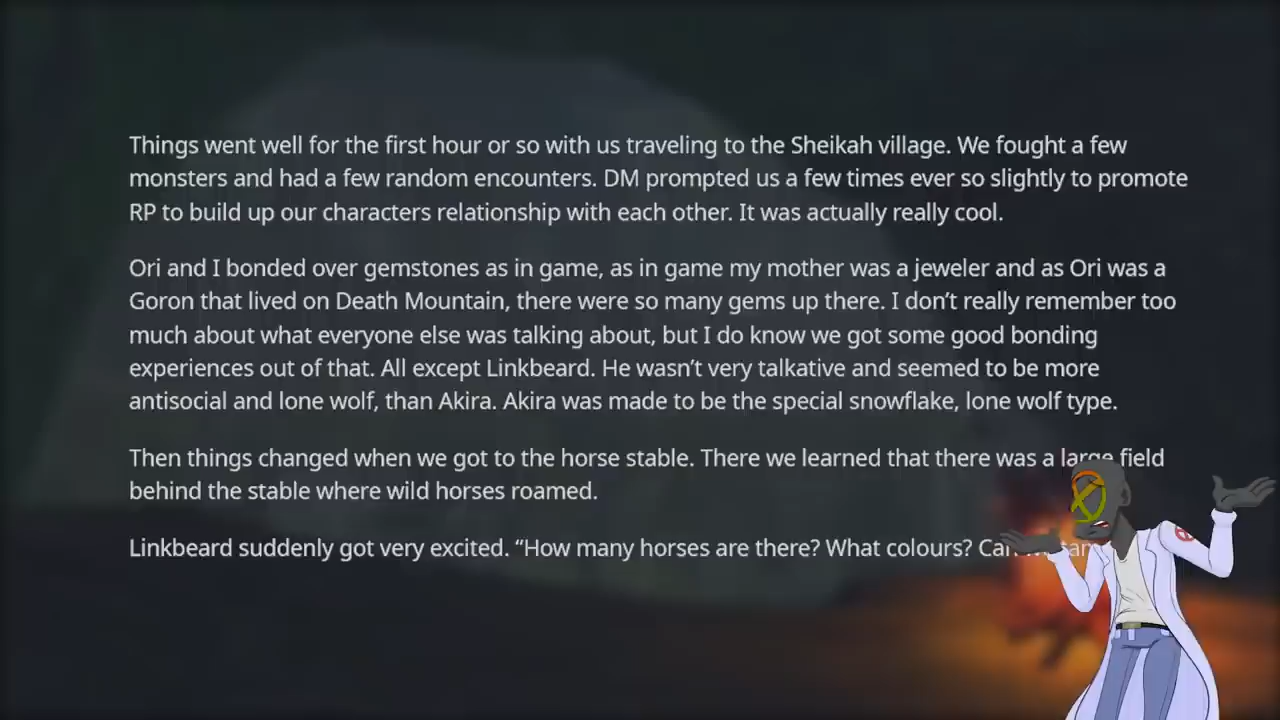 Things went well for the first hour or so with us traveling to the Sheikah village. We fought a few
monsters and had a few random encounters. DM prompted us a few times ever so slightly to promote
RP to build up our characters relationship with each other. It was actually really cool.
Ori and I bonded over gemstones as in game, as in game my mother was a jeweler and as Ori was a
Goron that lived on Death Mountain, there were so many gems up there. I don’t really remember too
much about what everyone else was talking about, but I do know we got some good bonding
experiences out of that. All except Linkbeard. He wasn’t very talkative and seemed to be more
antisocial and lone wolf, than Akira. Akira was made to be the special snowflake, lone wolf type.
Then things changed when we got to the horse stable. There we learned that there was a large field
behind the stable where wild horses roamed.
Linkbeard suddenly got very excited. “How many horses are there? What colours? Can